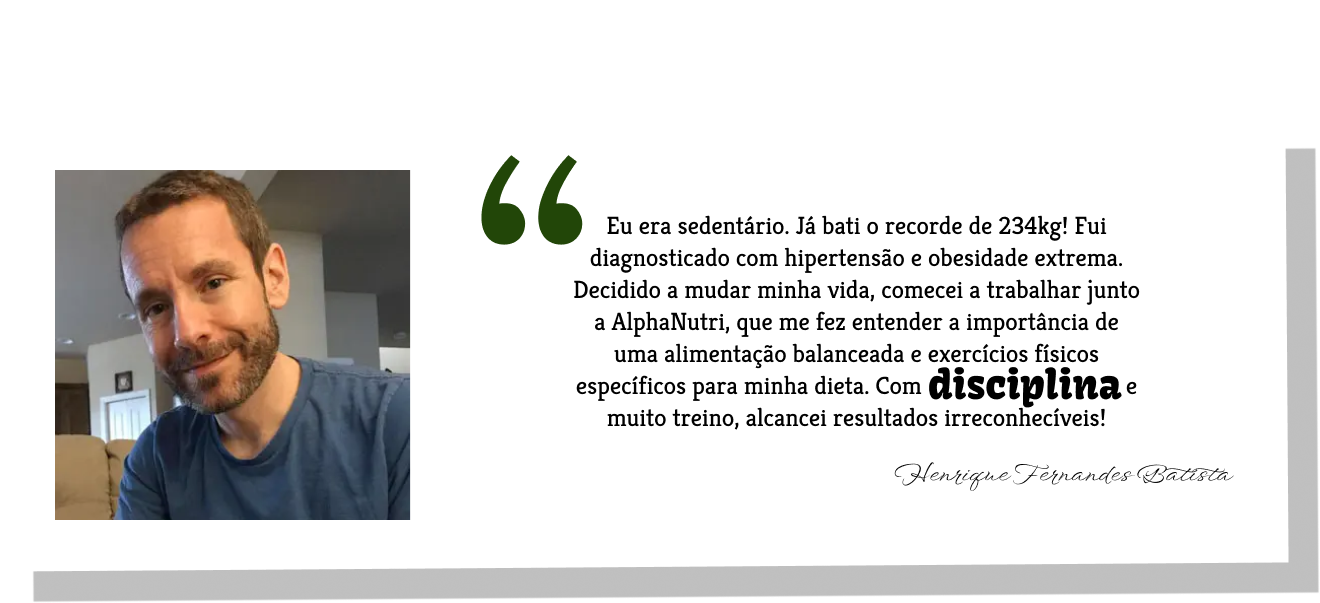 “
Eu era sedentário. Já bati o recorde de 234kg! Fui
diagnosticado com hipertensão e obesidade extrema.
Decidido a mudar minha vida, comecei a trabalhar junto
a AlphaNutri, que me fez entender a importância de
uma alimentação balanceada e exercícios físicos
específicos para minha dieta. Com disciplina e
muito treino, alcancei resultados irreconhecíveis!
Henrique Fernandes Batista